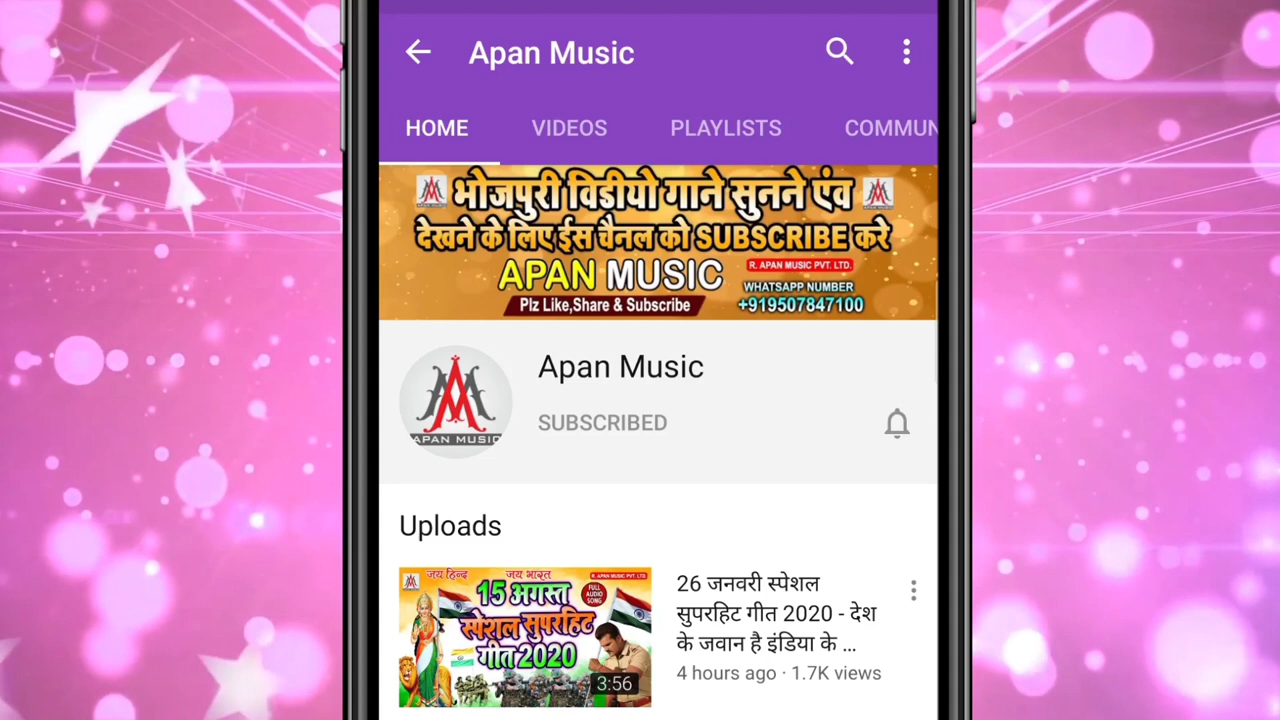 Apan Music
HOME VIDEOS PLAYLISTS COMMUN
भोजपुरी विडीयो गाने सुनने एंव
देखने के लिए ईस चैनल को SUBSCRIBE करे
APAN MUSIC
R. APAN MUSIC PVT. LTD.
WHATSAPP NUMBER
Plz Like,Share & Subscribe
+919507847100
Apan Music
SUBSCRIBED
APAN MUSIC
Uploads
जय हिन्द जय भारत
R. APAN MUSIC PVT. LTD
15 अगस्त
FULL
AUDIO
SONG
स्पेशल सुपरहिट
गीत 2020
3:56
26 जनवरी स्पेशल
सुपरहिट गीत 2020 - देश
के जवान है इंडिया के ...
4 hours ago · 1.7K views